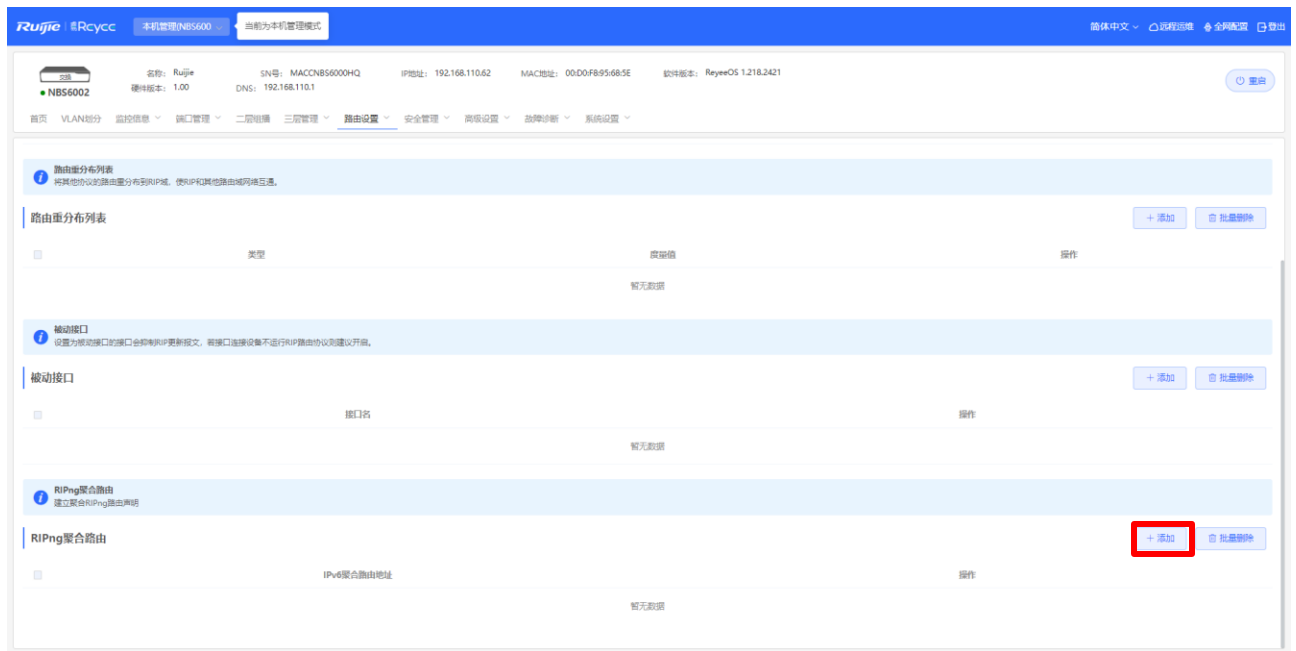 Ruijie Rcycc 本机管理(NBS600 当前为本机管理模式 简体中文 远程运维 全网配置 登出
交换
NBS6002
名称: Ruijie SN号: MACCNBS6000HQ IP地址: 192.168.110.62 MAC地址: 00:D0:F8:95:68:5E 软件版本: ReyeeOS 1.218.2421
硬件版本: 1.00 DNS: 192.168.110.1
重启
首页 VLAN划分 监控信息 端口管理 二层组播 三层管理 路由设置 安全管理 高级设置 故障诊断 系统设置
路由重分布列表
将其他协议的路由重分布到RIP域，使RIP和其他路由域网络互通。
路由重分布列表 + 添加 批量删除
类型 度量值 操作
暂无数据
被动接口
设置为被动接口的接口会抑制RIP更新报文，若接口连接设备不运行RIP路由协议则建议开启。
被动接口 + 添加 批量删除
接口名 操作
暂无数据
RIPng聚合路由
建立聚合RIPng路由声明
RIPng聚合路由 + 添加 批量删除
IPv6聚合路由地址 操作
暂无数据